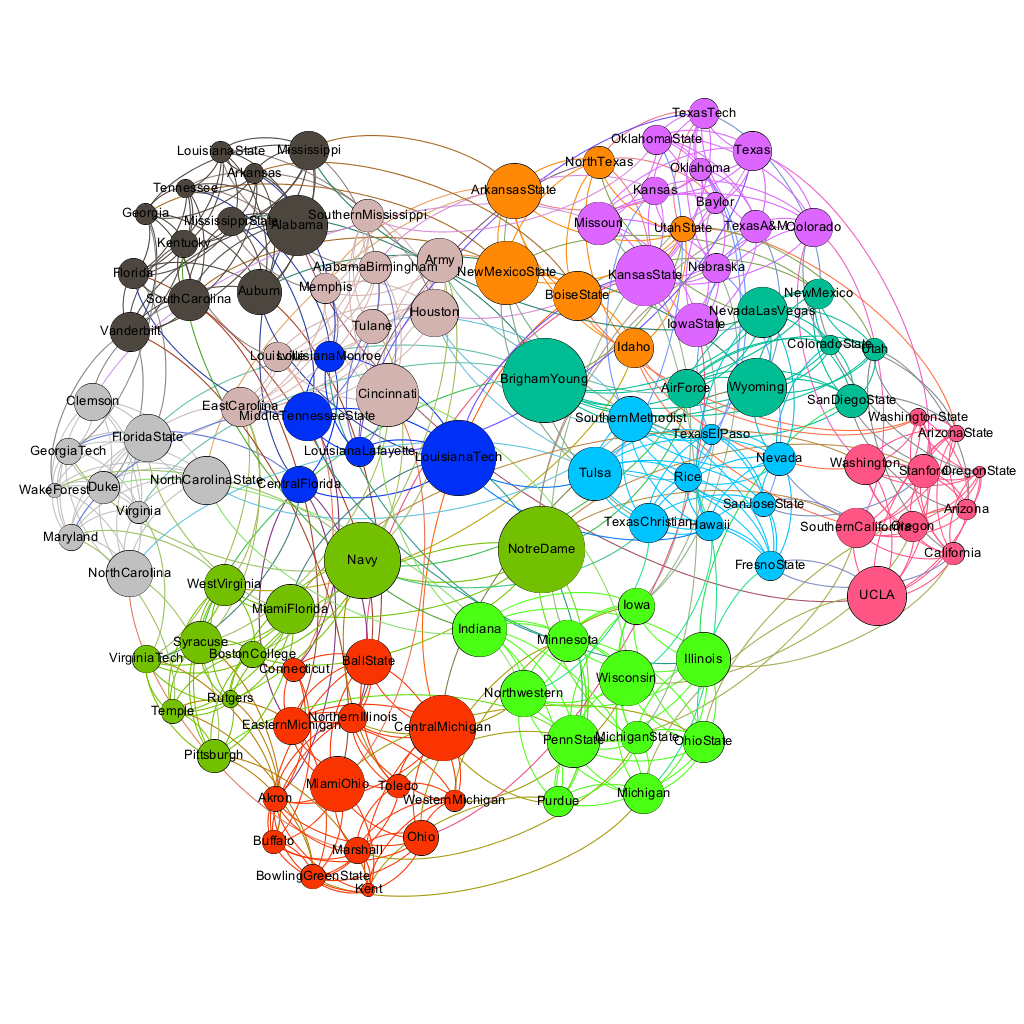 TexasTech
OklahomaState
Texas
LouisianaState
Mississippi
NorthTexas
Oklahoma
Arkansas
Tennessee
ArkansasState
Kansas
Baylor
Georgia
MississippiState
Alabama
SouthernMississippi
Missouri
UtahState
TexasA&M
Colorado
Kentucky
Florida
AlabamaBirmingham
Army
NewMexicoState
KansasState
Nebraska
SouthCarolina
Auburn
Memphis
BoiseState
NewMexico
Vanderbilt
Tulane
Houston
IowaState
NevadaLasVegas
Louisville
LouisianaMonroe
Idaho
ColoradoState
Utah
BrighamYoung
AirForce
Wyoming
Clemson
EastCarolina
Cincinnati
SanDiegoState
MiddleTennesseeState
SouthernMethodist
WashingtonState
FloridaState
TexasElPaso
ArizonaState
GeorgiaTech
LouisianaLafayette
LouisianaTech
Nevada
Washington
Stanford
OregonState
WakeForest
Duke
NorthCarolinaState
CentralFlorida
Tulsa
Rice
Virginia
SanJoseState
Arizona
Maryland
TexasChristian
Hawaii
SouthernCalifornia
Oregon
NorthCarolina
Navy
NotreDame
FresnoState
California
WestVirginia
UCLA
MiamiFlorida
Iowa
Syracuse
Indiana
Minnesota
VirginiaTech
BostonCollege
Connecticut
BallState
Illinois
Wisconsin
Rutgers
Northwestern
Temple
EasternMichigan
NorthernIllinois
CentralMichigan
PennState
MichiganState
OhioState
Pittsburgh
MiamiOhio
Toledo
Akron
WesternMichigan
Purdue
Michigan
Buffalo
Marshall
Ohio
BowlingGreenState
Kent